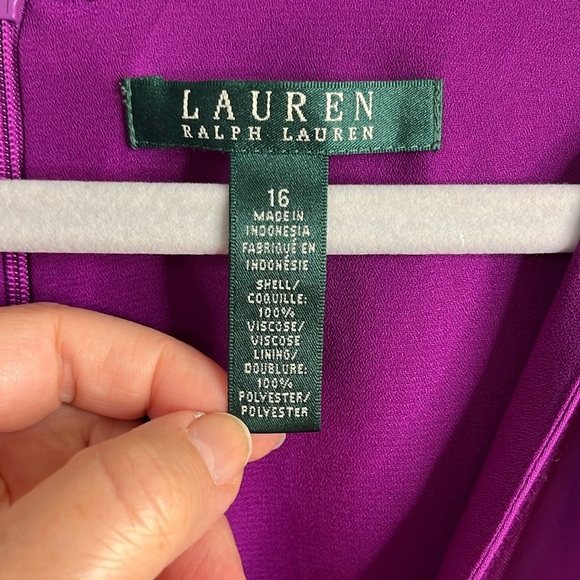 LAUREN
RALPH LAUREN
16
MADE IN
INDONESIA
FABRIQUÉ EN
INDONÉSIE
SHELL/
COQUILLE:
100%
VISCOSE/
VISCOSE
LINING/
DOUBLURE:
100%
POLYESTER/
POLYESTER